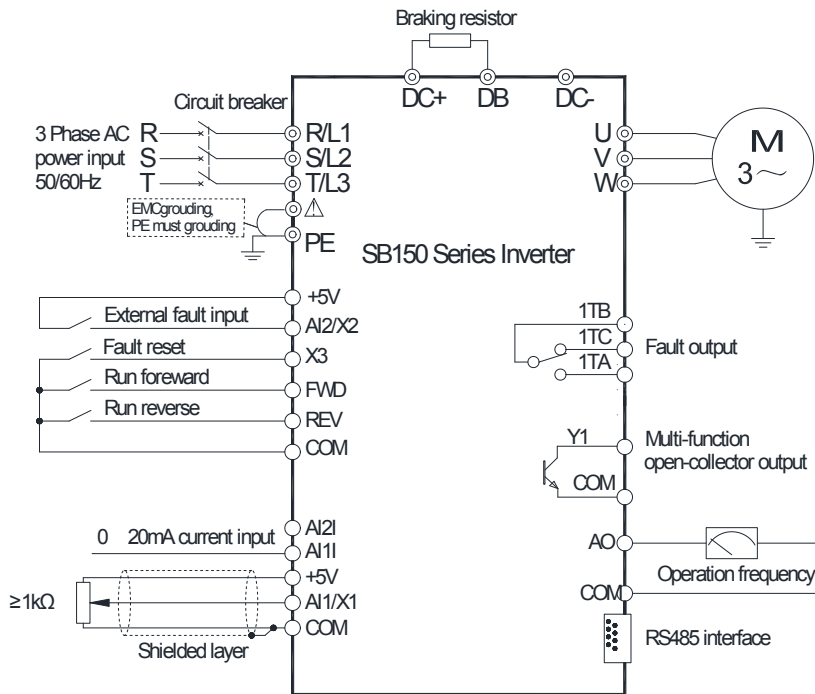 Braking resistor
DC+ DB DC-
Circuit breaker
3 Phase AC
power input
50/60Hz
R
S
T
R/L1
S/L2
T/L3
EMCgrounding,
PE must grounding
PE
U
V
W
M
3～
SB150 Series Inverter
+5V
External fault input
AI2/X2
Fault reset
X3
Run foreward
FWD
Run reverse
REV
COM
1TB
1TC
1TA
Fault output
Y1
COM
Multi-function
open-collector output
AI2I
0 20mA current input
AI1I
+5V
≥1kΩ
AI1/X1
COM
Shielded layer
AO
Operation frequency
COM
RS485 interface